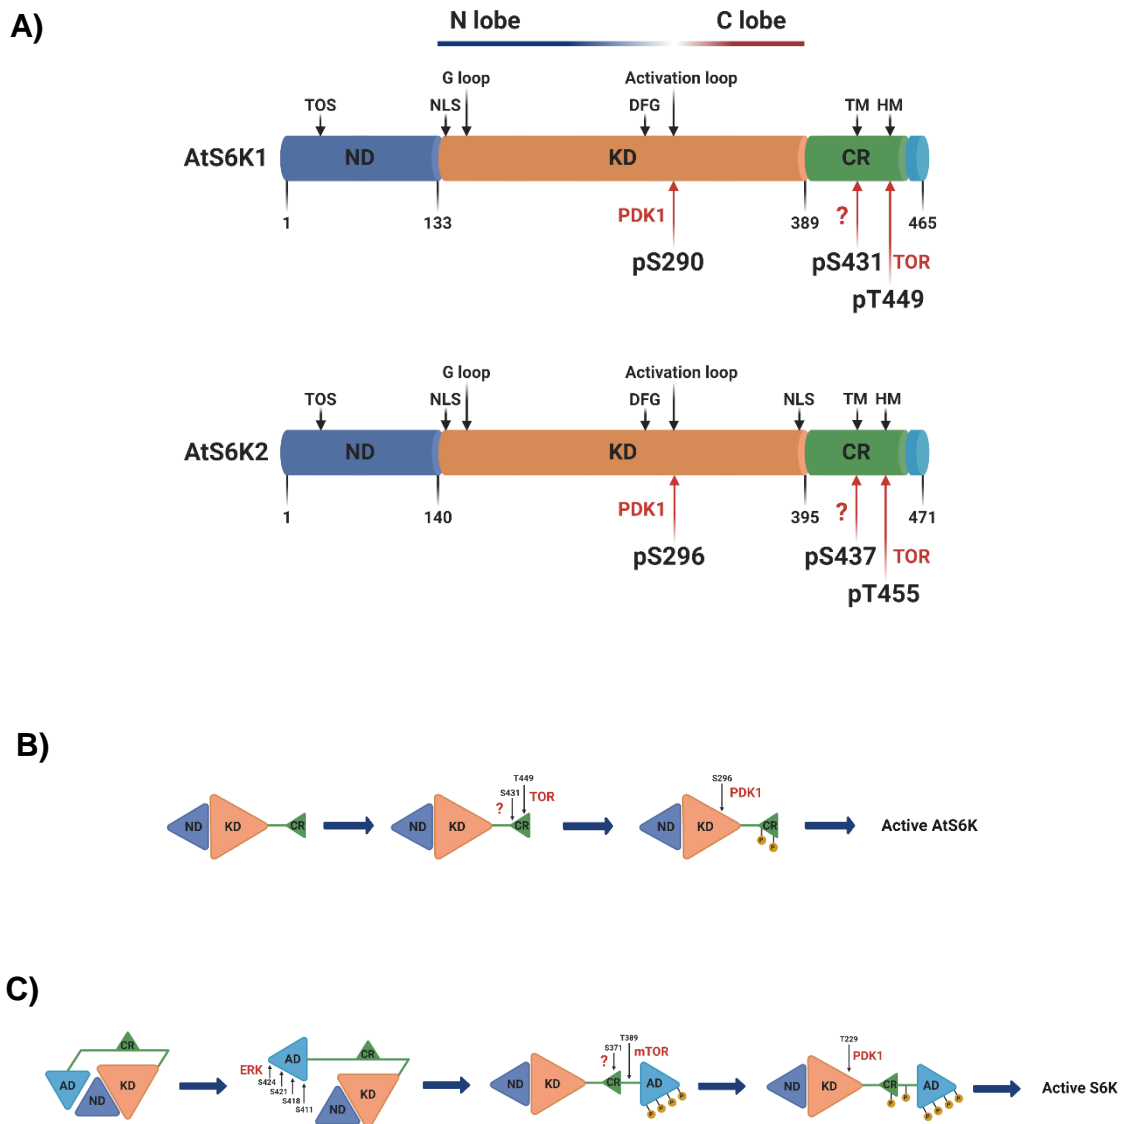 A)
N lobe C lobe
G loop Activation loop
TOS NLS DFG TM HM
AtS6K1 ND KD CR
PDK1 ?
1 133 389 465
pS290 pS431 TOR
pT449
G loop Activation loop
TOS NLS DFG NLS TM HM
AtS6K2 ND KD CR
PDK1 ?
1 140 395 471
pS296 pS437 TOR
pT455
B)
T449 S296
S431 TOR PDK1
?
ND KD CR ND KD CR ND KD CR Active AtS6K
P
P
C)
T389 T229
S371 mTOR PDK1
CR AD CR ?
ERK
AD KD S424 KD ND KD CR AD ND KD CR AD Active S6K
ND S421 ND
S418
S411
P P P P P P P P P P